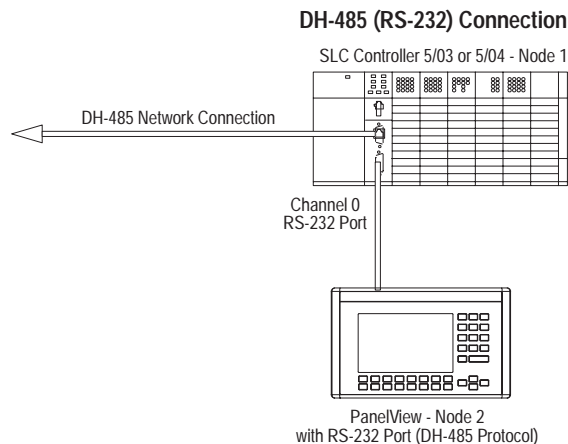 DH-485 (RS-232) Connection
SLC Controller 5/03 or 5/04 - Node 1
DH-485 Network Connection
Channel 0
RS-232 Port
PanelView - Node 2
with RS-232 Port (DH-485 Protocol)